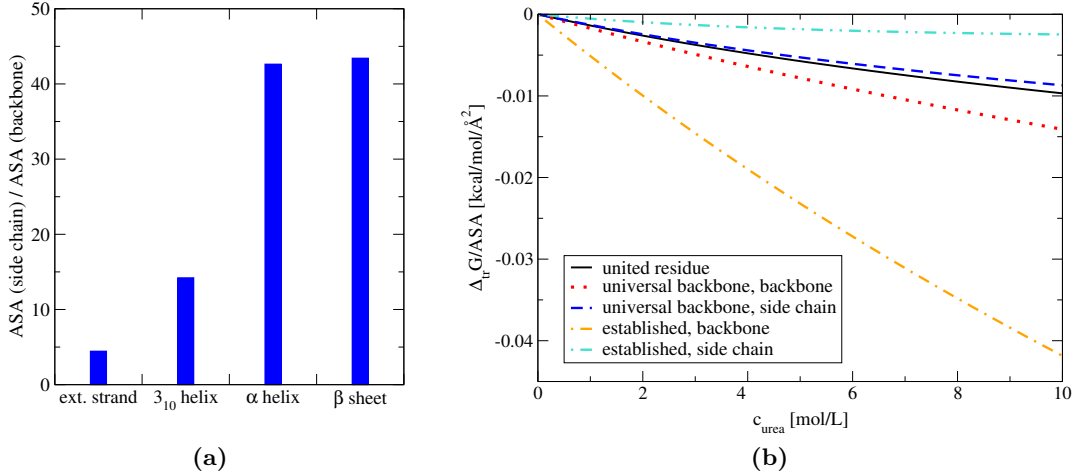 ASA (side chain) / ASA (backbone)
50
40
30
20
10
0
ext. strand 3₁₀ helix α helix β sheet
(a)
Δ_trG/ASA [kcal/mol/Å²]
0
-0.01
-0.02
-0.03
-0.04
united residue
universal backbone, backbone
universal backbone, side chain
established, backbone
established, side chain
0 2 4 6 8 10
c_urea [mol/L]
(b)